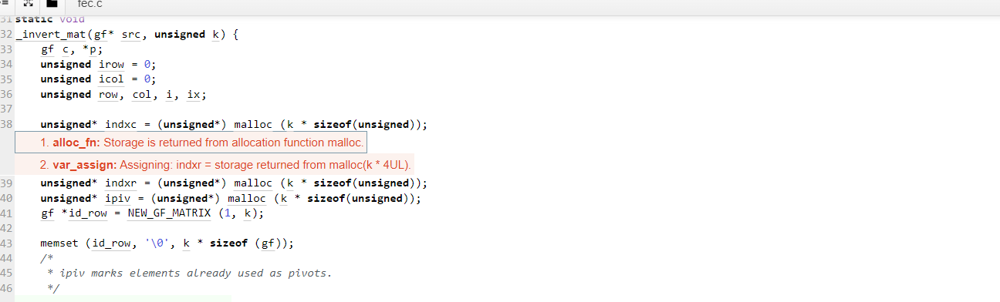 fec.c
31 static void
32 _invert_mat(gf* src, unsigned k) {
33 gf c, *p;
34 unsigned irow = 0;
35 unsigned icol = 0;
36 unsigned row, col, i, ix;
37
38 unsigned* indxc = (unsigned*) malloc (k * sizeof(unsigned));
1. alloc_fn: Storage is returned from allocation function malloc.
2. var_assign: Assigning: indxr = storage returned from malloc(k * 4UL).
39 unsigned* indxr = (unsigned*) malloc (k * sizeof(unsigned));
40 unsigned* ipiv = (unsigned*) malloc (k * sizeof(unsigned));
41 gf *id_row = NEW_GF_MATRIX (1, k);
42
43 memset (id_row, '\0', k * sizeof (gf));
44 /*
45 * ipiv marks elements already used as pivots.
46 */